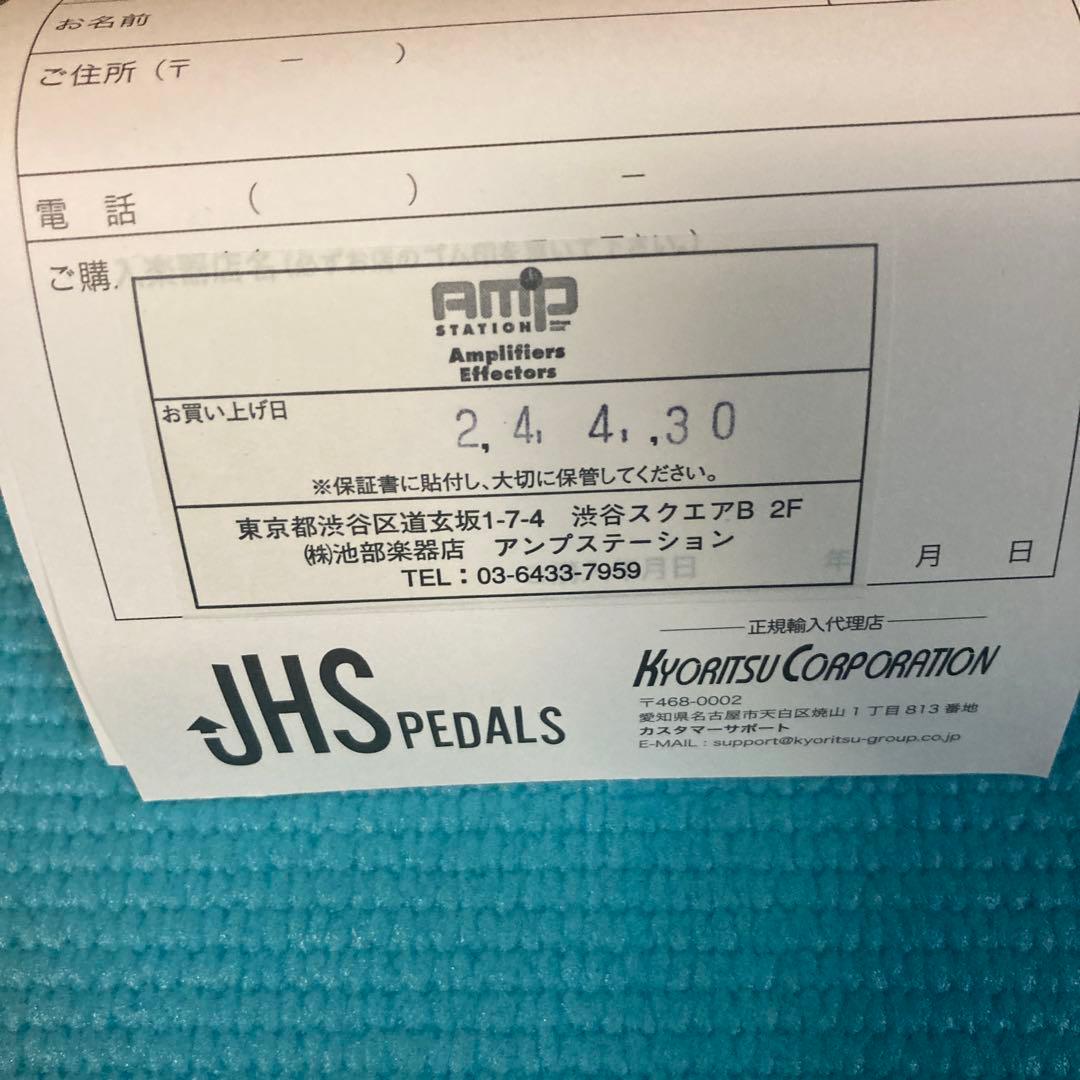 お名前
ご住所(〒 － )
電 話 ( ) －
ご購入楽器店名
AMP
STATION
Amplifiers
Effectors
お買い上げ日
2, 4, 4, ,30
※保証書に貼付し、大切に保管してください。
東京都渋谷区道玄坂1-7-4 渋谷スクエアB 2F
㈱池部楽器店 アンプステーション
TEL：03-6433-7959
年 月 日
正規輸入代理店
JHS PEDALS
KYORITSU CORPORATION
〒468-0002
愛知県名古屋市天白区焼山1丁目813番地
カスタマーサポート
E-MAIL：support@kyoritsu-group.co.jp